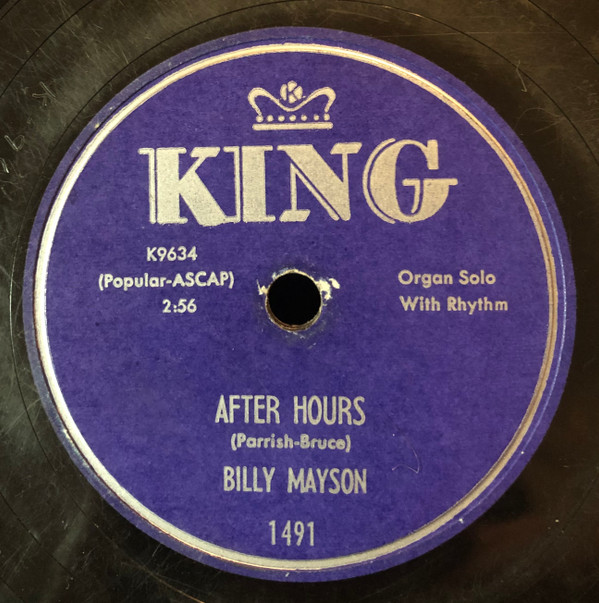 K
KING
K9634
(Popular-ASCAP)
2:56
Organ Solo
With Rhythm
AFTER HOURS
(Parrish-Bruce)
BILLY MAYSON
1491